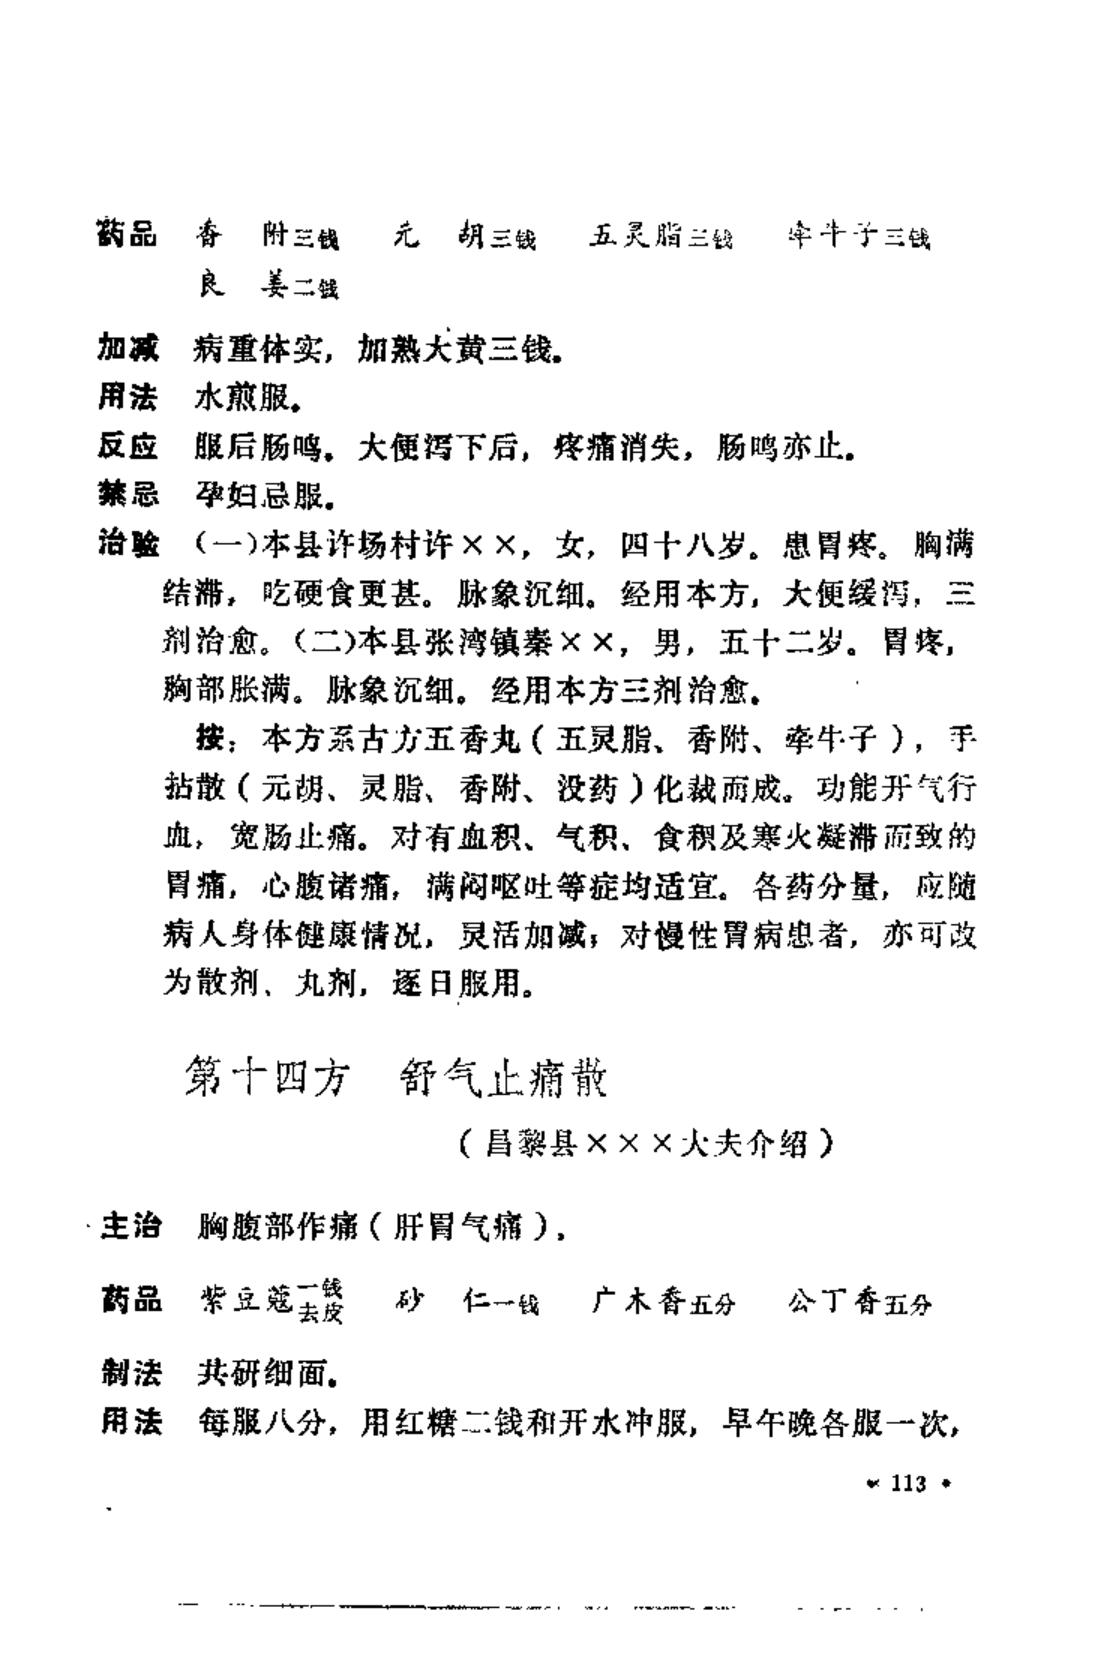 药品 香 附三钱 元 胡三钱 五灵脂三钱 牵牛子三钱
良 姜二钱
加减 病重体实，加熟大黄三钱。
用法 水煎服。
反应 服后肠鸣。大便泻下后，疼痛消失，肠鸣亦止。
禁忌 孕妇忌服。
治验 （一）本县许场村许××，女，四十八岁。患胃疼。胸满
结滞，吃硬食更甚。脉象沉细。经用本方，大便缓泻，三
剂治愈。（二）本县张湾镇秦××，男，五十二岁。胃疼，
胸部胀满。脉象沉细。经用本方三剂治愈。
按：本方系古方五香丸（五灵脂、香附、牵牛子），手
拈散（元胡、灵脂、香附、没药）化裁而成。功能开气行
血，宽肠止痛。对有血积、气积、食积及寒火凝滞而致的
胃痛，心腹诸痛，满闷呕吐等症均适宜。各药分量，应随
病人身体健康情况，灵活加减；对慢性胃病患者，亦可改
为散剂、丸剂，逐日服用。
第十四方 舒气止痛散
（昌黎县×××大夫介绍）
主治 胸腹部作痛（肝胃气痛）。
药品 紫豆蔻一钱去皮 砂 仁一钱 广木香五分 公丁香五分
制法 共研细面。
用法 每服八分，用红糖二钱和开水冲服，早午晚各服一次，
• 113 •